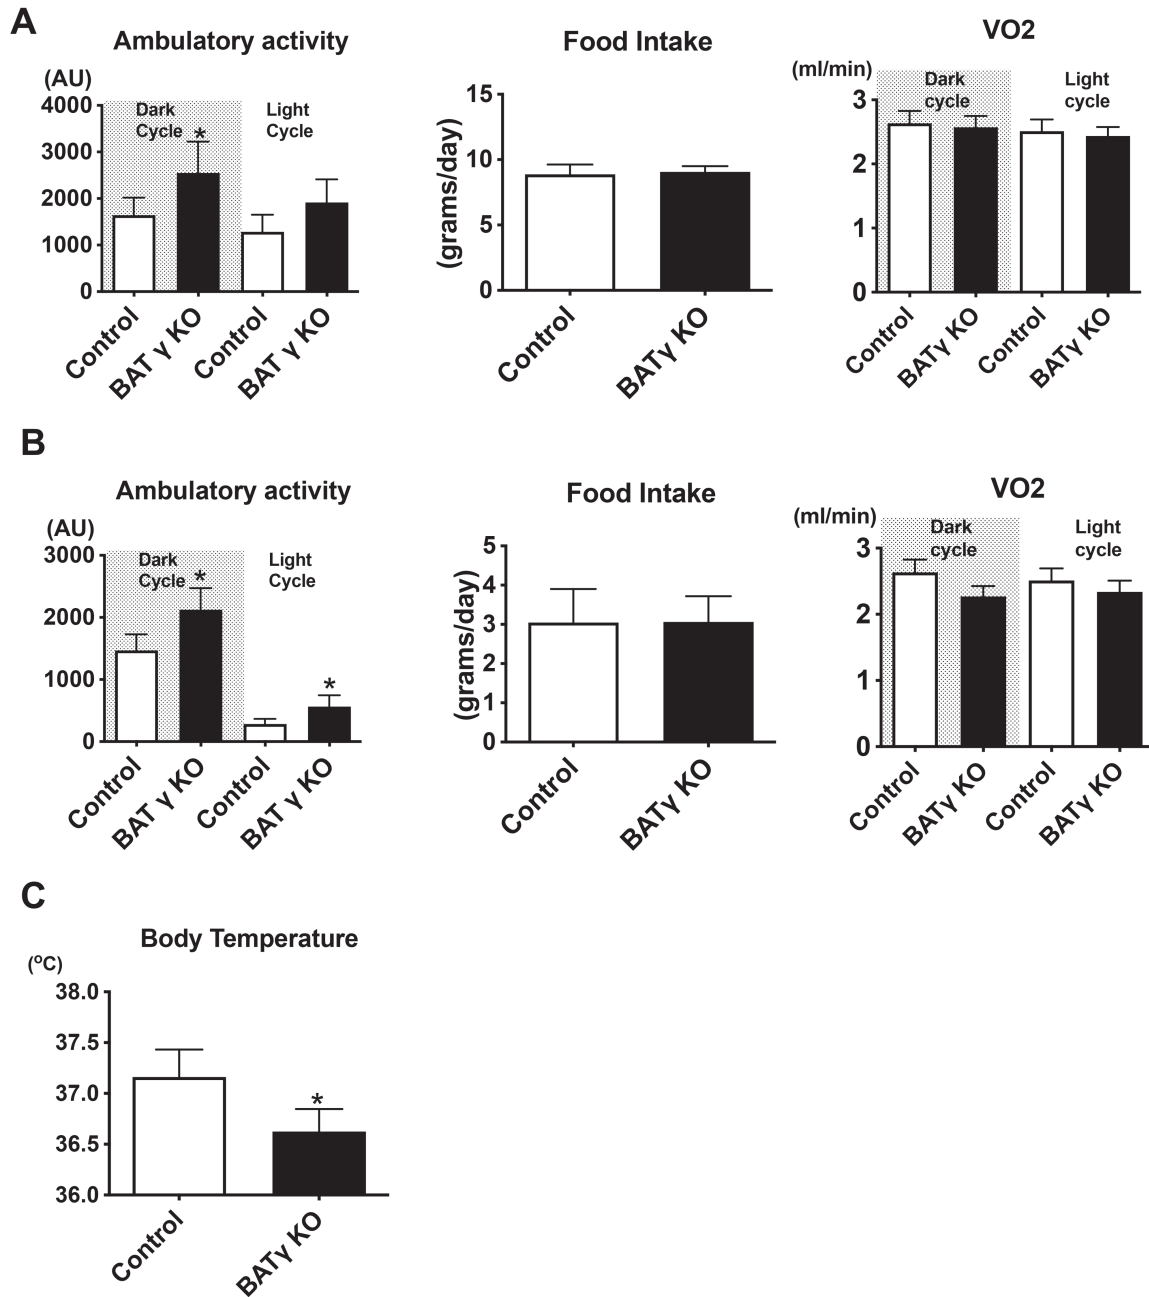 A
Ambulatory activity
(AU)
4000
3000
2000
1000
0
Dark
Cycle
*
Light
Cycle
Control
BAT γ KO
Control
BAT γ KO
Food Intake
(grams/day)
15
10
5
0
Control
BATγ KO
VO2
(ml/min)
3
2
1
0
Dark
cycle
Light
cycle
Control
BATγ KO
Control
BATγ KO
B
Ambulatory activity
(AU)
3000
2000
1000
0
Dark
Cycle
*
Light
Cycle
*
Control
BAT γ KO
Control
BAT γ KO
Food Intake
(grams/day)
5
4
3
2
1
0
Control
BATγ KO
VO2
(ml/min)
3
2
1
0
Dark
cycle
Light
cycle
Control
BATγ KO
Control
BATγ KO
C
Body Temperature
(ºC)
38.0
37.5
37.0
36.5
36.0
*
Control
BATγ KO